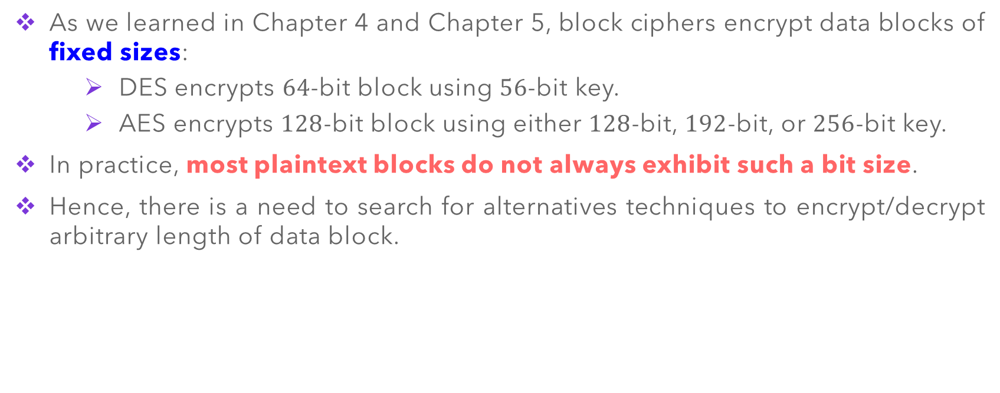 As we learned in Chapter 4 and Chapter 5, block ciphers encrypt data blocks of
fixed sizes:
DES encrypts 64-bit block using 56-bit key.
AES encrypts 128-bit block using either 128-bit, 192-bit, or 256-bit key.
In practice, most plaintext blocks do not always exhibit such a bit size.
Hence, there is a need to search for alternatives techniques to encrypt/decrypt
arbitrary length of data block.